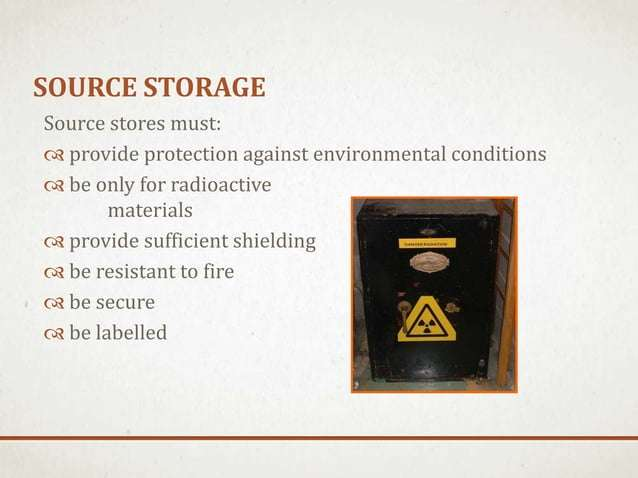 SOURCE STORAGE
Source stores must:
provide protection against environmental conditions
be only for radioactive
materials
provide sufficient shielding
be resistant to fire
be secure
be labelled